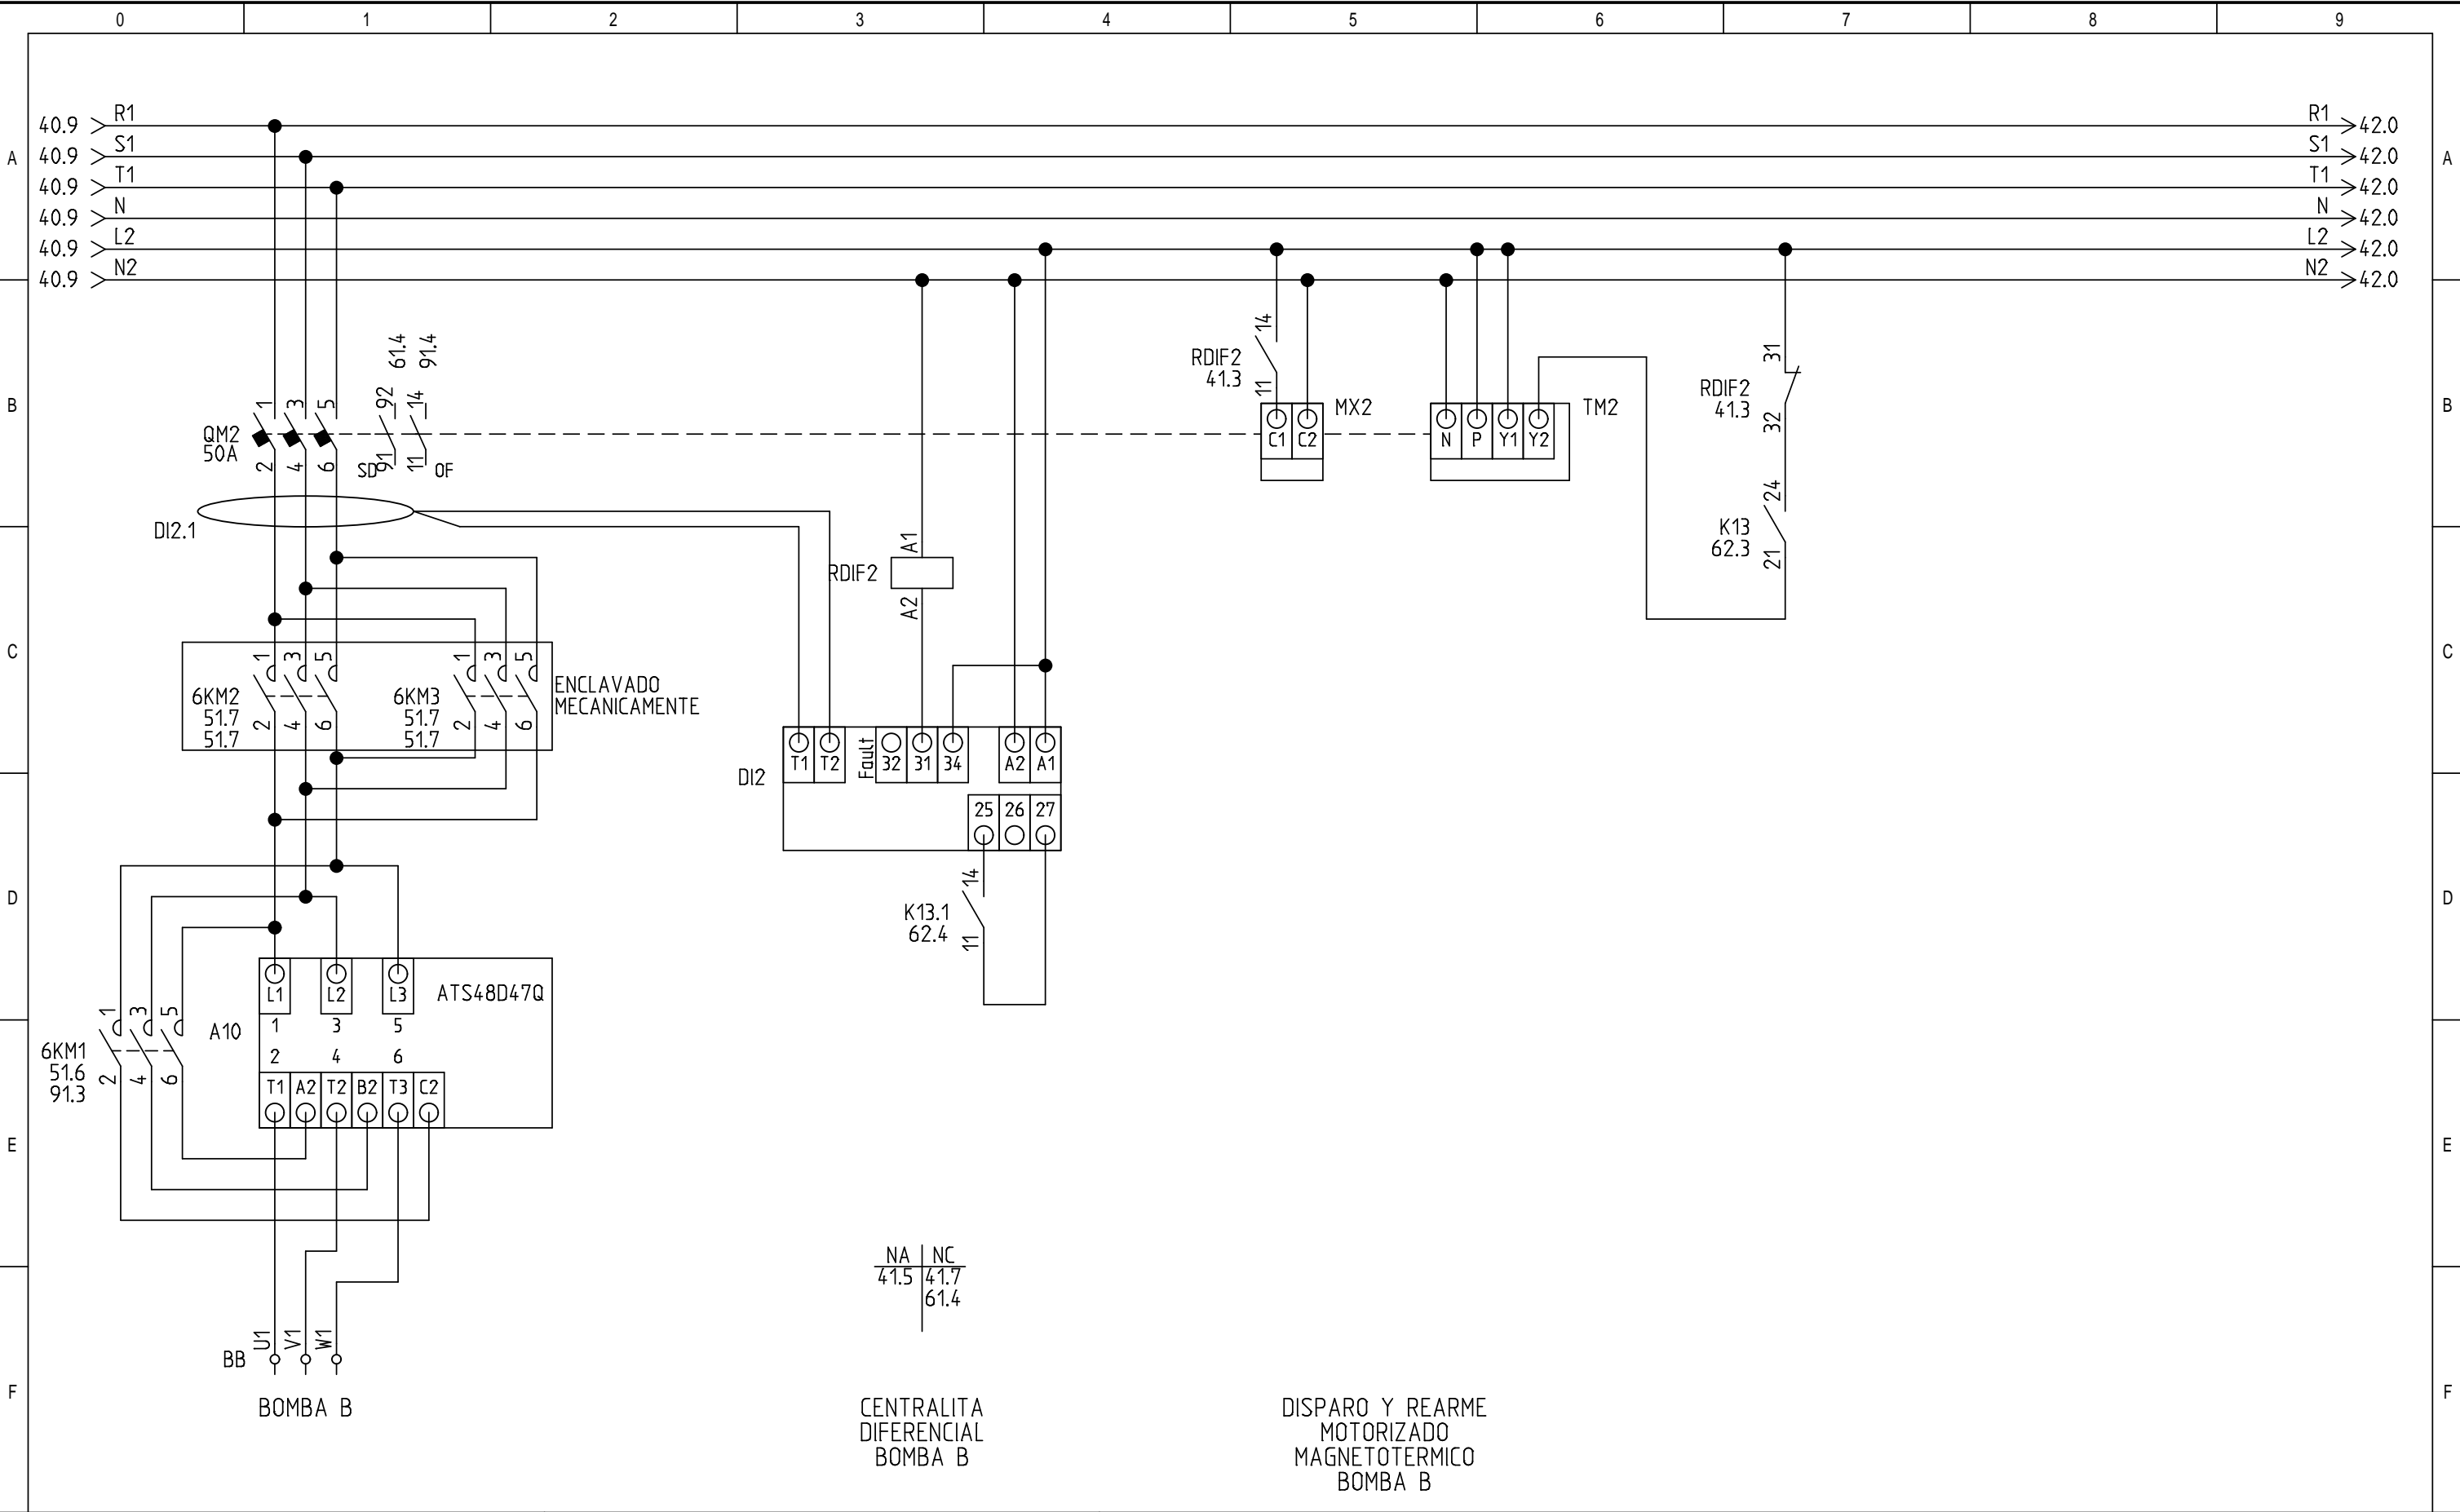 0 1 2 3 4 5 6 7 8 9
40.9 R1 R1 42.0
40.9 S1 S1 42.0
40.9 T1 T1 42.0
40.9 N N 42.0
40.9 L2 L2 42.0
40.9 N2 N2 42.0
A A
B B
C C
D D
E E
F F
61.4 91.4
1 3 5 92 14
QM2
50A
2 4 6 SD 91 11 OF
DI2.1
14
RDIF2
41.3
11
MX2
C1 C2
TM2
N P Y1 Y2
31
RDIF2
41.3
32
24
K13
62.3
21
A1
RDIF2
A2
1 3 5
6KM2
51.7
51.7
2 4 6
1 3 5
6KM3
51.7
51.7
2 4 6
ENCLAVADO
MECANICAMENTE
DI2
T1 T2 Fault 32 31 34 A2 A1
25 26 27
14
K13.1
62.4
11
L1 L2 L3 ATS48D47Q
1 3 5
A10
2 4 6
T1 A2 T2 B2 T3 C2
1 3 5
6KM1
51.6
91.3
2 4 6
NA NC
41.5 41.7
61.4
U1 V1 W1
BB
BOMBA B
CENTRALITA
DIFERENCIAL
BOMBA B
DISPARO Y REARME
MOTORIZADO
MAGNETOTERMICO
BOMBA B